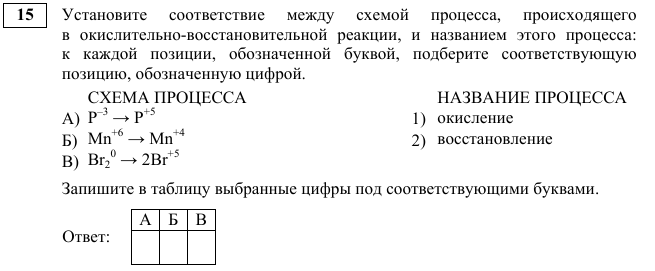 15
Установите соответствие между схемой процесса, происходящего
в окислительно-восстановительной реакции, и названием этого процесса:
к каждой позиции, обозначенной буквой, подберите соответствующую
позицию, обозначенную цифрой.
СХЕМА ПРОЦЕССА НАЗВАНИЕ ПРОЦЕССА
А) P⁻³ → P⁺⁵ 1) окисление
Б) Mn⁺⁶ → Mn⁺⁴ 2) восстановление
В) Br₂⁰ → 2Br⁺⁵
Запишите в таблицу выбранные цифры под соответствующими буквами.
А Б В
Ответ: